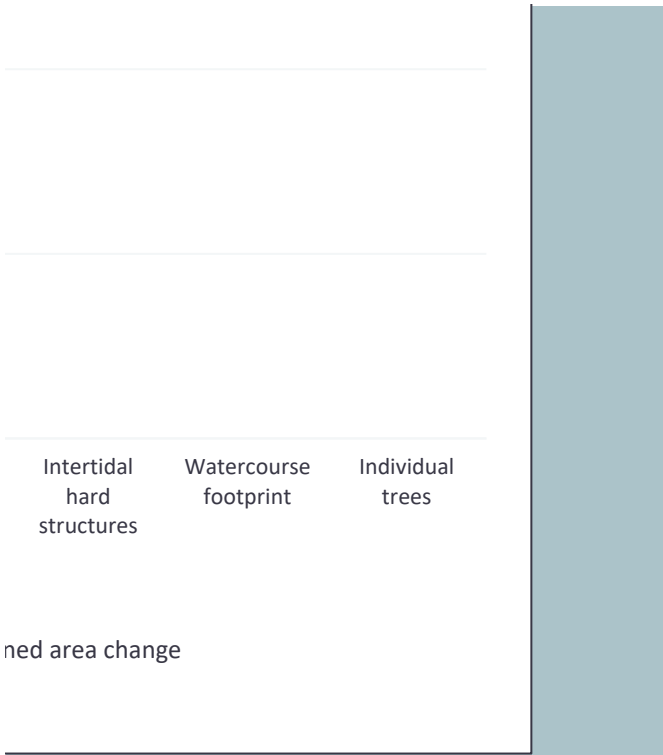 Intertidal Watercourse Individual
hard footprint trees
structures
ned area change